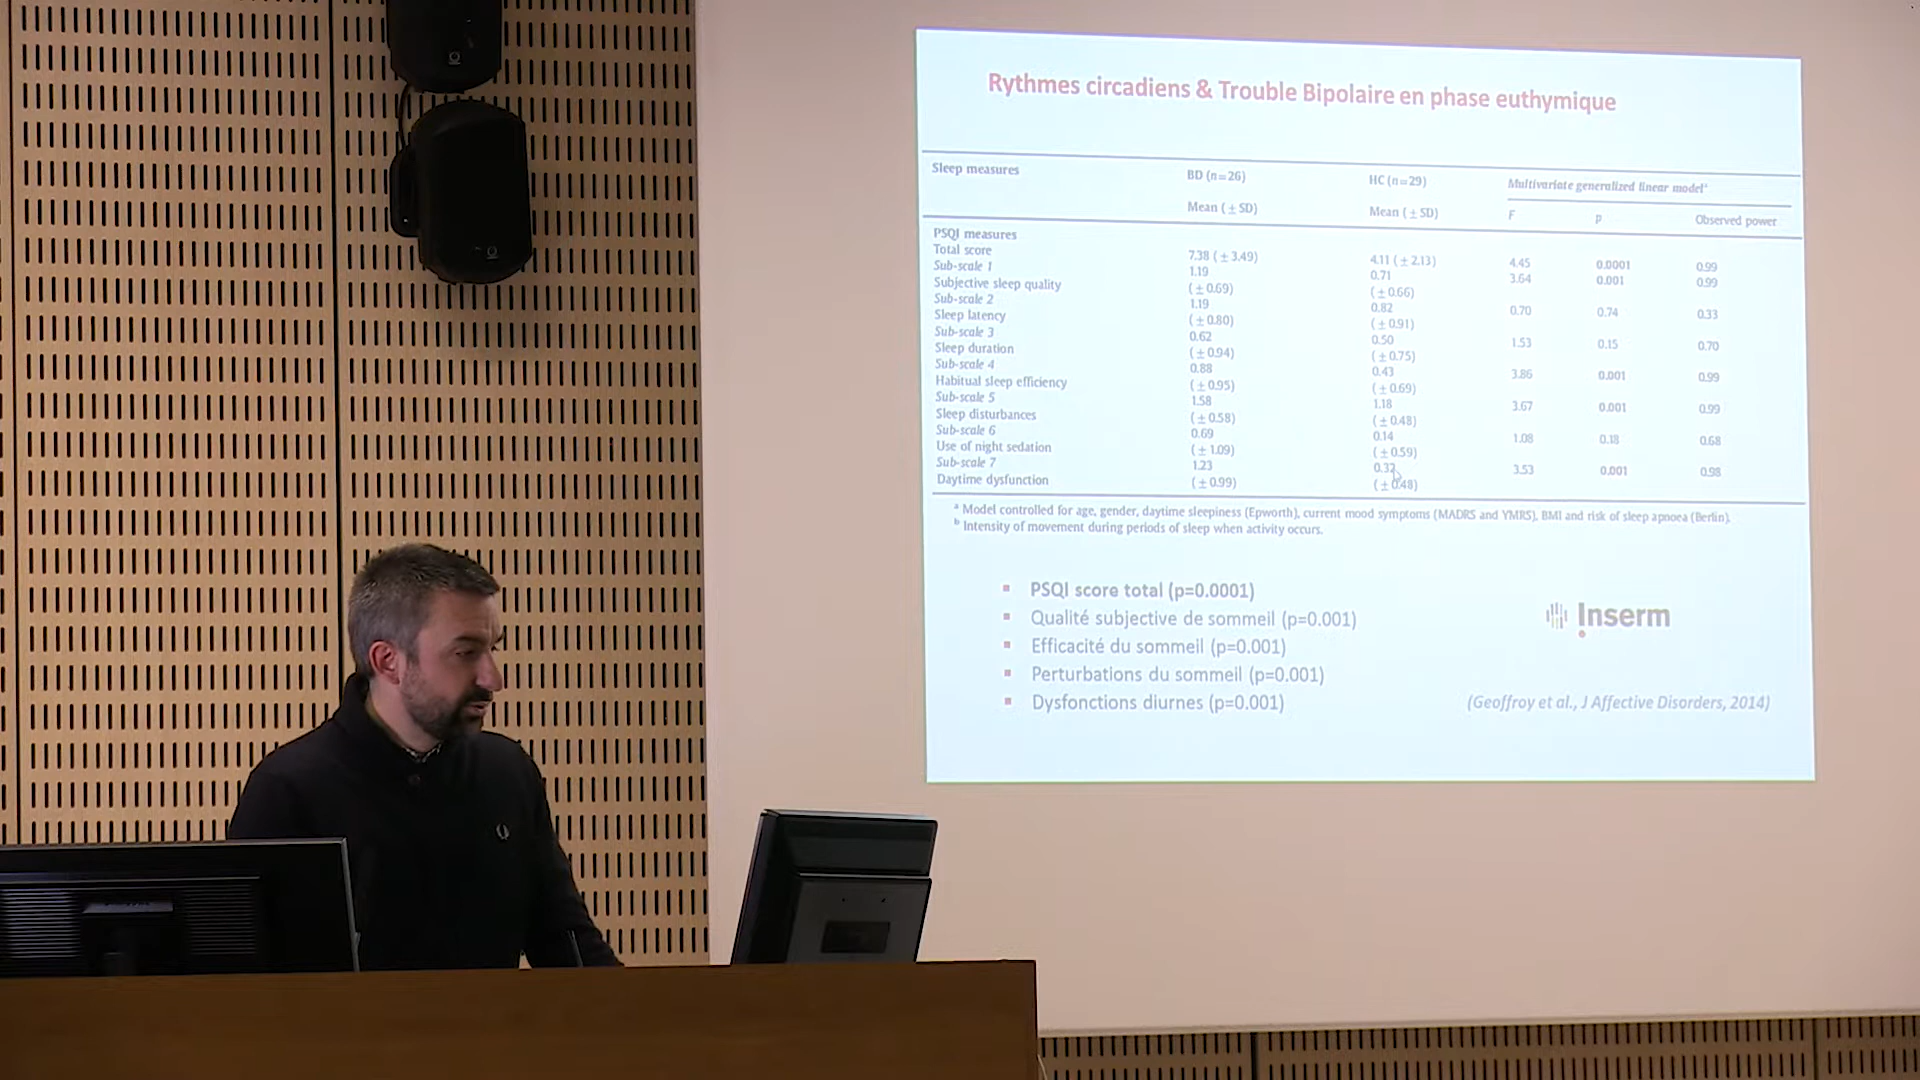 Rythmes circadiens & Trouble Bipolaire en phase euthymique
Sleep measures BD (n=26) HC (n=29) Multivariate generalized linear modelᵃ
Mean (±SD) Mean (±SD) F p Observed power
PSQI measures
Total score 7.38 (±3.49) 4.11 (±2.13) 4.45 0.0001 0.99
Sub-scale 1 1.19 0.71 3.64 0.001 0.99
Subjective sleep quality (±0.69) (±0.66)
Sub-scale 2 1.19 0.82 0.70 0.74 0.33
Sleep latency (±0.80) (±0.91)
Sub-scale 3 0.62 0.50 1.53 0.15 0.70
Sleep duration (±0.94) (±0.75)
Sub-scale 4 0.88 0.43 3.86 0.001 0.99
Habitual sleep efficiency (±0.95) (±0.69)
Sub-scale 5 1.58 1.18 3.67 0.001 0.99
Sleep disturbances (±0.58) (±0.48)
Sub-scale 6 0.69 0.14 1.08 0.18 0.68
Use of night sedation (±1.09) (±0.59)
Sub-scale 7 1.23 0.32 3.53 0.001 0.98
Daytime dysfunction (±0.99) (±0.48)
ᵃ Model controlled for age, gender, daytime sleepiness (Epworth), current mood symptoms (MADRS and YMRS), BMI and risk of sleep apnoea (Berlin).
ᵇ Intensity of movement during periods of sleep when activity occurs.
▪ PSQI score total (p=0.0001)
▪ Qualité subjective de sommeil (p=0.001)
▪ Efficacité du sommeil (p=0.001)
▪ Perturbations du sommeil (p=0.001)
▪ Dysfonctions diurnes (p=0.001)
Inserm
(Geoffroy et al., J Affective Disorders, 2014)